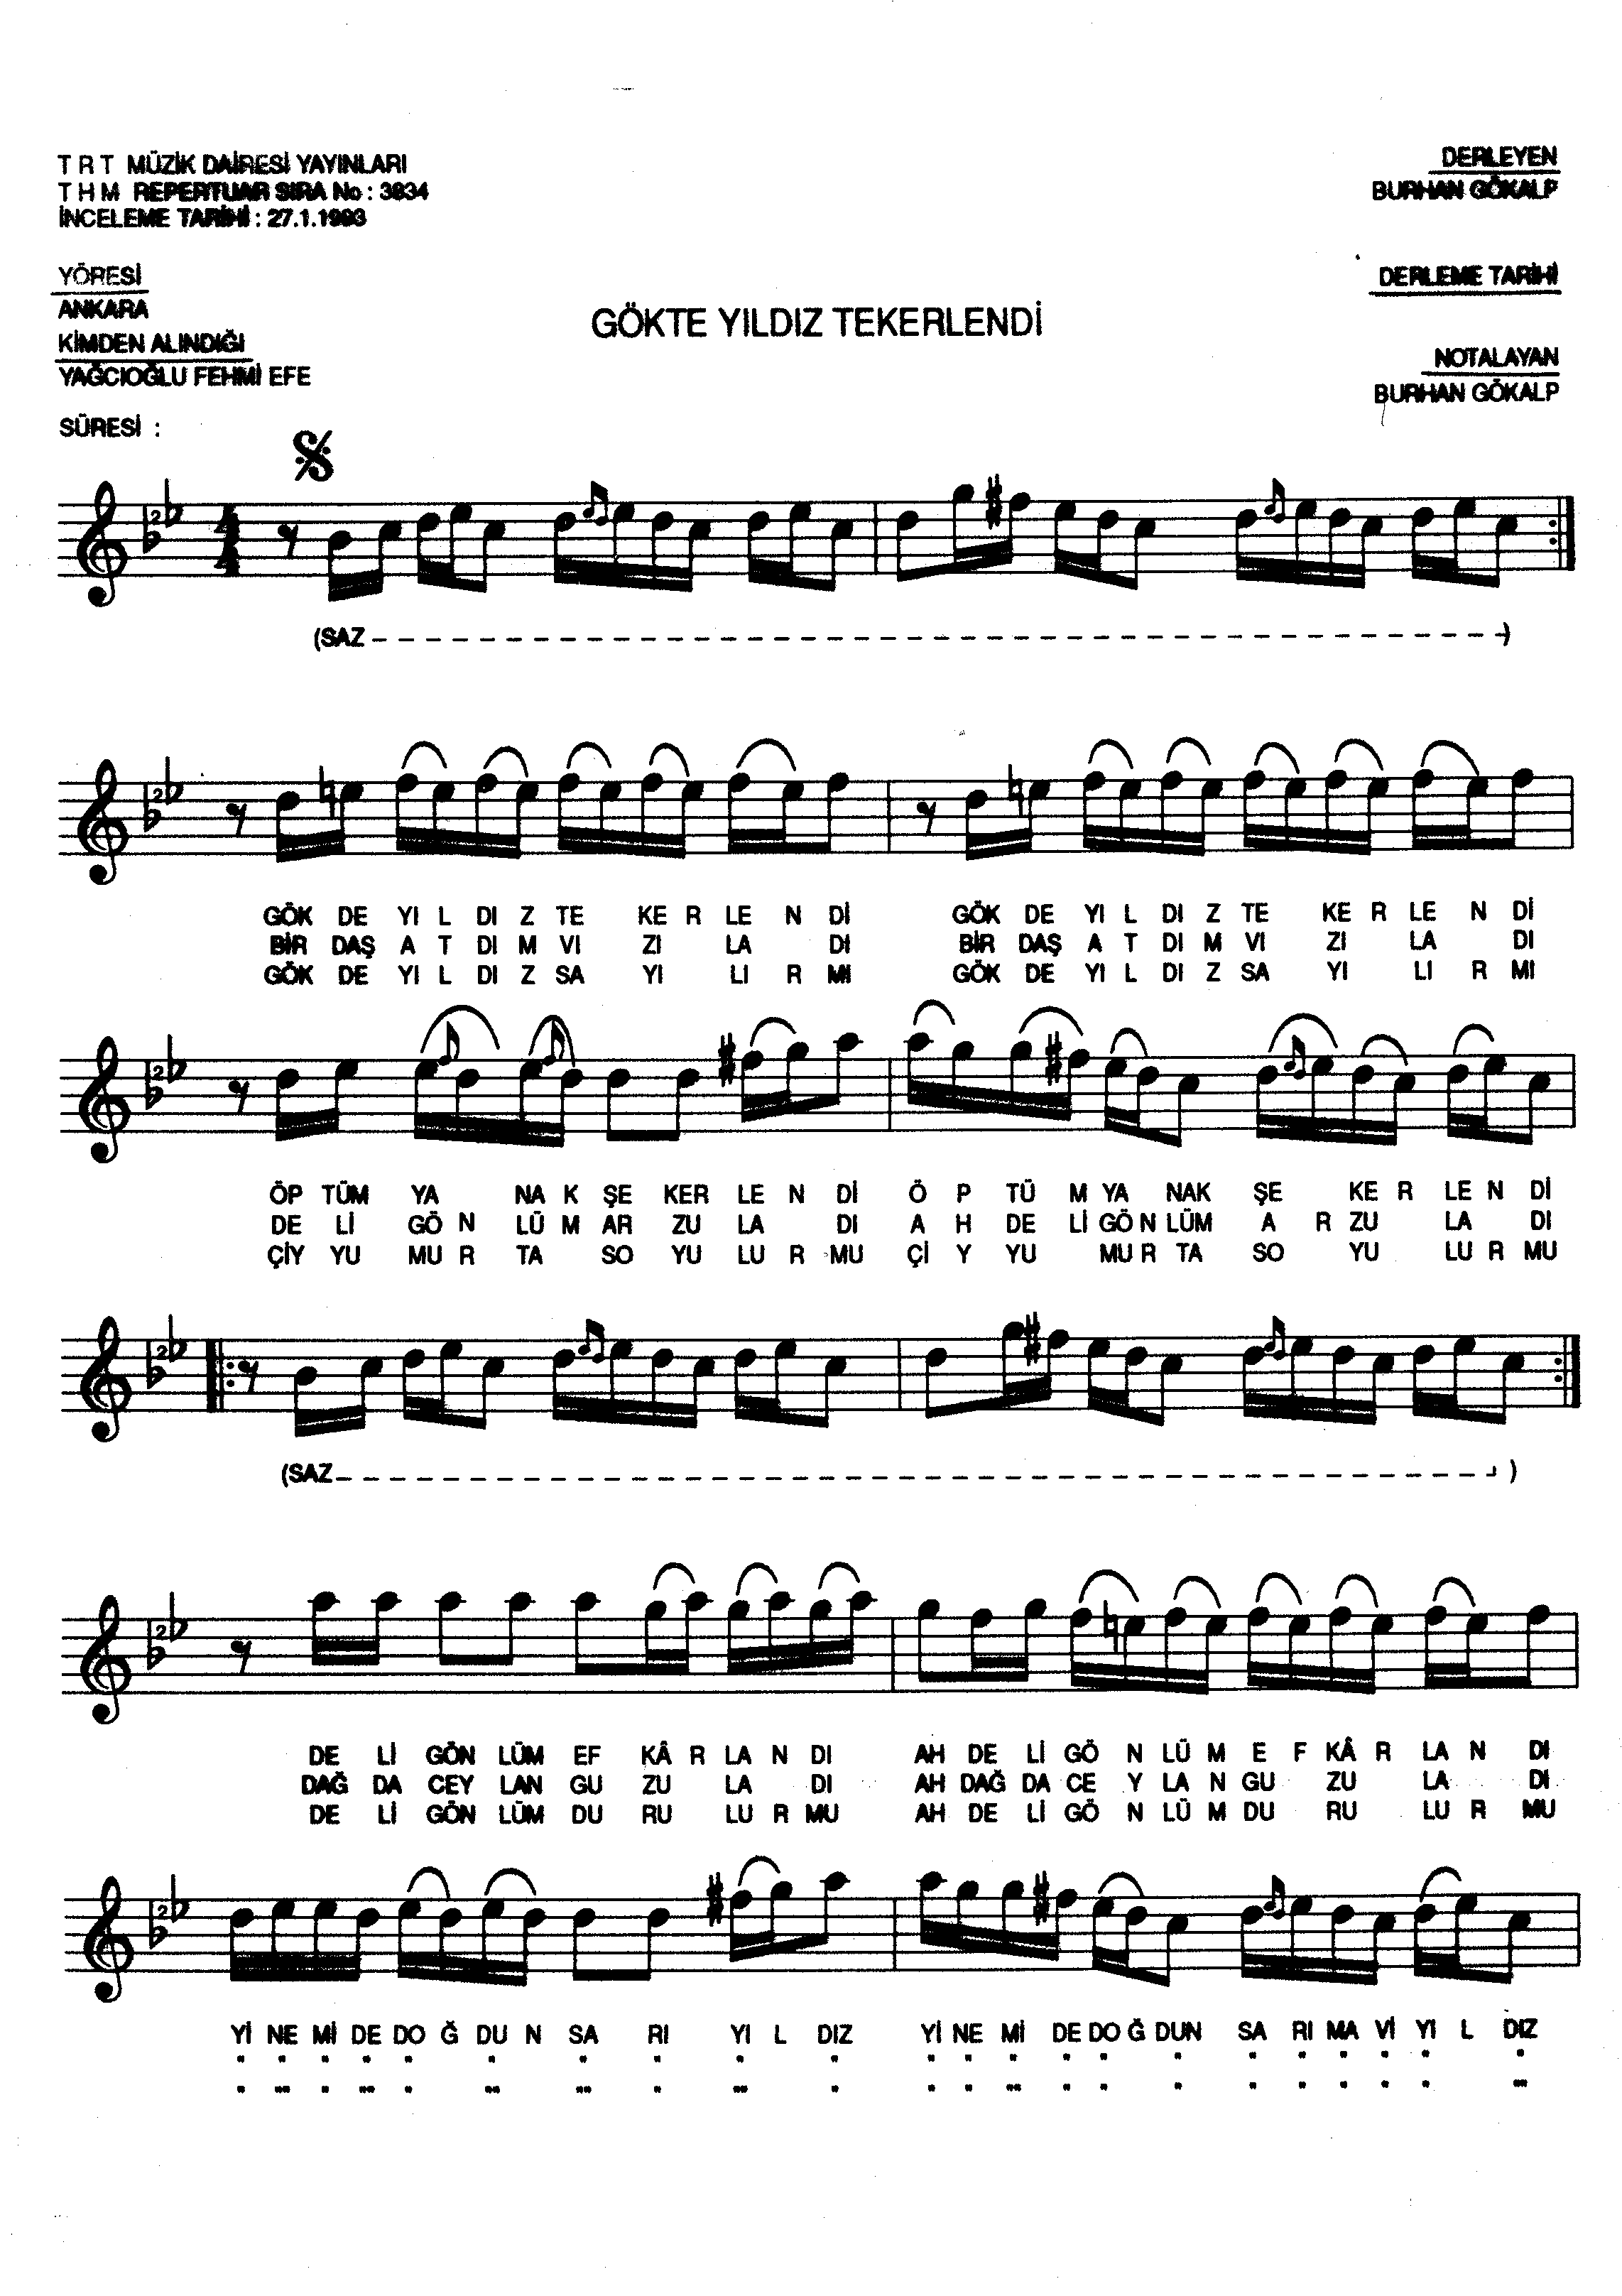 T R T MÜZİK DAİRESİ YAYINLARI
T H M REPERTUAR SIRA No : 3834
İNCELEME TARİHİ : 27.1.1993
DERLEYEN
BURHAN GÖKALP
YÖRESİ
ANKARA
KİMDEN ALINDIĞI
YAĞCIOĞLU FEHMİ EFE
SÜRESİ :
GÖKTE YILDIZ TEKERLENDİ
DERLEME TARİHİ
NOTALAYAN
BURHAN GÖKALP
(SAZ - - - )
GÖK DE YI L DI Z TE KE R LE N Dİ GÖK DE YI L DI Z TE KE R LE N Dİ
BİR DAŞ A T DI M VI ZI LA DI BİR DAŞ A T DI M VI ZI LA DI
GÖK DE YI L DI Z SA YI LI R MI GÖK DE YI L DI Z SA YI LI R MI
ÖP TÜM YA NA K ŞE KER LE N Dİ Ö P TÜ M YA NAK ŞE KE R LE N Dİ
DE Lİ GÖ N LÜ M AR ZU LA DI A H DE Lİ GÖ N LÜM A R ZU LA DI
ÇİY YU MU R TA SO YU LU R MU Çİ Y YU MU R TA SO YU LU R MU
(SAZ - - - )
DE Lİ GÖN LÜM EF KÂ R LA N DI AH DE Lİ GÖ N LÜ M E F KÂ R LA N DI
DAĞ DA CEY LAN GU ZU LA DI AH DAĞ DA CE Y LA N GU ZU LA DI
DE Lİ GÖN LÜM DU RU LU R MU AH DE Lİ GÖ N LÜ M DU RU LU R MU
Yİ NE Mİ DE DO Ğ DU N SA RI YI L DIZ Yİ NE Mİ DE DO Ğ DUN SA RI MA Vİ YI L DIZ
" " " " " " " " " " " " " " " " " " " " " "
" " " " " " " " " " " " " " " " " " " " " "